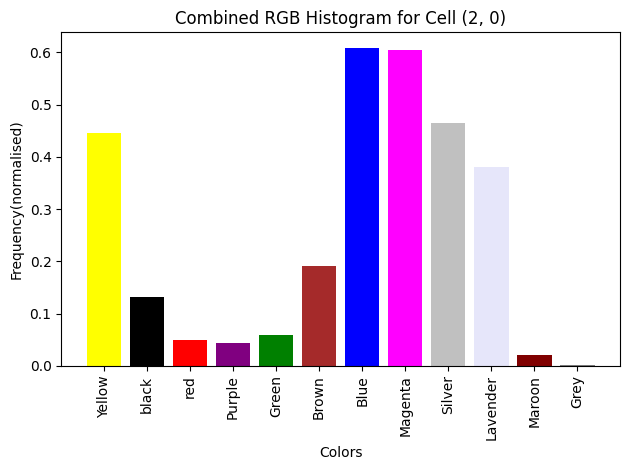 Combined RGB Histogram for Cell (2, 0)
Frequency(normalised)
0.6
0.5
0.4
0.3
0.2
0.1
0.0
Yellow
black
red
Purple
Green
Brown
Blue
Magenta
Silver
Lavender
Maroon
Grey
Colors